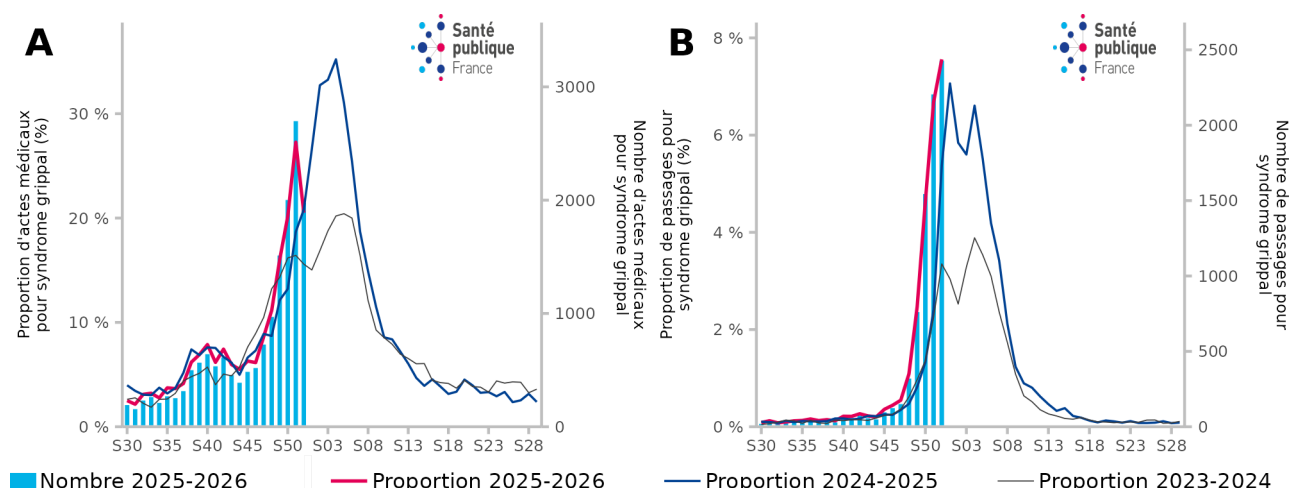 A
Santé
publique
France
Proportion d'actes médicaux
pour syndrome grippal (%)
30 %
20 %
10 %
0 %
3000
2000
1000
0
Nombre d'actes médicaux
pour syndrome
grippal
S30 S35 S40 S45 S50 S03 S08 S13 S18 S23 S28
B
Santé
publique
France
Proportion de passages pour
syndrome grippal (%)
8 %
6 %
4 %
2 %
0 %
2500
2000
1500
1000
500
0
Nombre de passages pour
syndrome
grippal
S30 S35 S40 S45 S50 S03 S08 S13 S18 S23 S28
Nombre 2025-2026 Proportion 2025-2026 Proportion 2024-2025 Proportion 2023-2024